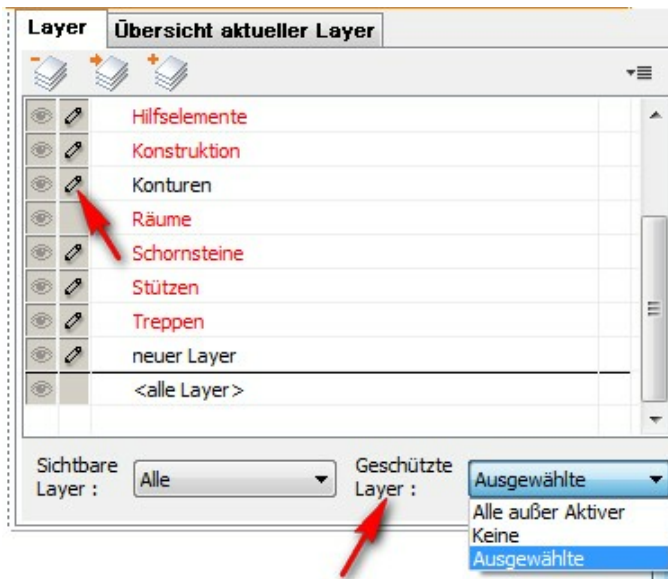 Layer Übersicht aktueller Layer
Hilfselemente
Konstruktion
Konturen
Räume
Schornsteine
Stützen
Treppen
neuer Layer
<alle Layer>
Sichtbare Layer : Alle
Geschützte Layer : Ausgewählte
Alle außer Aktiver
Keine
Ausgewählte